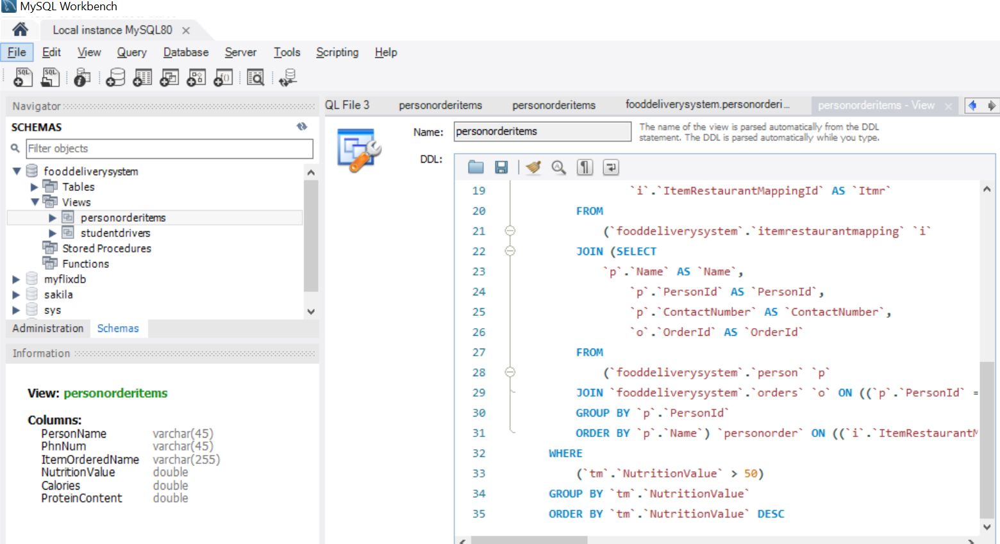 MySQL Workbench
Local instance MySQL80
File Edit View Query Database Server Tools Scripting Help
Navigator
SCHEMAS
Filter objects
fooddeliverysystem
Tables
Views
personorderitems
studentdrivers
Stored Procedures
Functions
myflixdb
sakila
sys
Administration Schemas
Information
View: personorderitems
Columns:
PersonName varchar(45)
PhnNum varchar(45)
ItemOrderedName varchar(255)
NutritionValue double
Calories double
ProteinContent double
QL File 3 personorderitems personorderitems fooddeliverysystem.personorderi... personorderitems - View
Name: personorderitems
The name of the view is parsed automatically from the DDL
statement. The DDL is parsed automatically while you type.
DDL:
19 `i`.`ItemRestaurantMappingId` AS `Itmr`
20 FROM
21 (`fooddeliverysystem`.`itemrestaurantmapping` `i`
22 JOIN (SELECT
23 `p`.`Name` AS `Name`,
24 `p`.`PersonId` AS `PersonId`,
25 `p`.`ContactNumber` AS `ContactNumber`,
26 `o`.`OrderId` AS `OrderId`
27 FROM
28 (`fooddeliverysystem`.`person` `p`
29 JOIN `fooddeliverysystem`.`orders` `o` ON ((`p`.`PersonId` =
30 GROUP BY `p`.`PersonId`
31 ORDER BY `p`.`Name`) `personorder` ON ((`i`.`ItemRestaurantM
32 WHERE
33 (`tm`.`NutritionValue` > 50)
34 GROUP BY `tm`.`NutritionValue`
35 ORDER BY `tm`.`NutritionValue` DESC